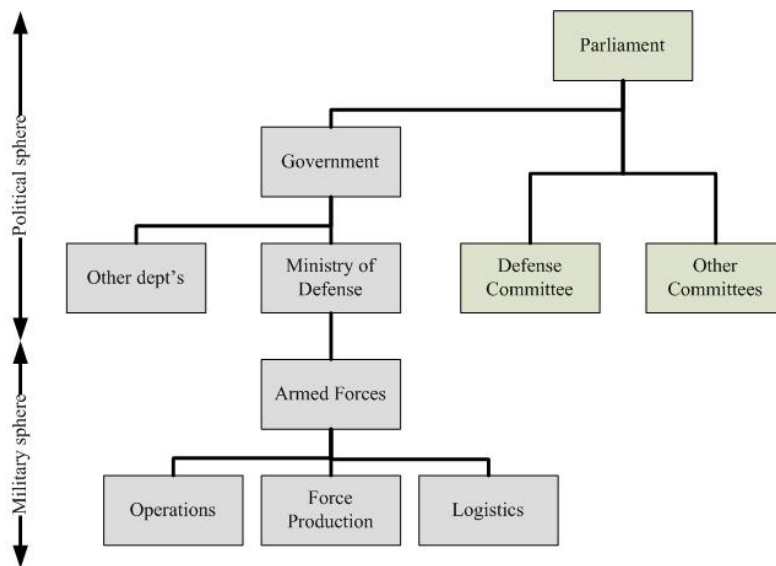 Parliament
Government
Political sphere
Other dept's
Ministry of
Defense
Defense
Committee
Other
Committees
Armed Forces
Military sphere
Operations
Force
Production
Logistics